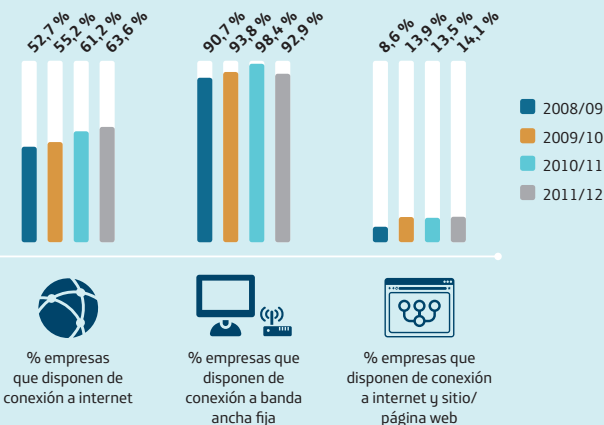 52,7 % 55,2 % 61,2 % 63,6 %
90,7 % 93,8 % 98,4 % 92,9 %
8,6 % 13,9 % 13,5 % 14,1 %
2008/09
2009/10
2010/11
2011/12
% empresas
que disponen de
conexión a internet
% empresas que
disponen de
conexión a banda
ancha fija
% empresas que
disponen de conexión
a internet y sitio/
página web